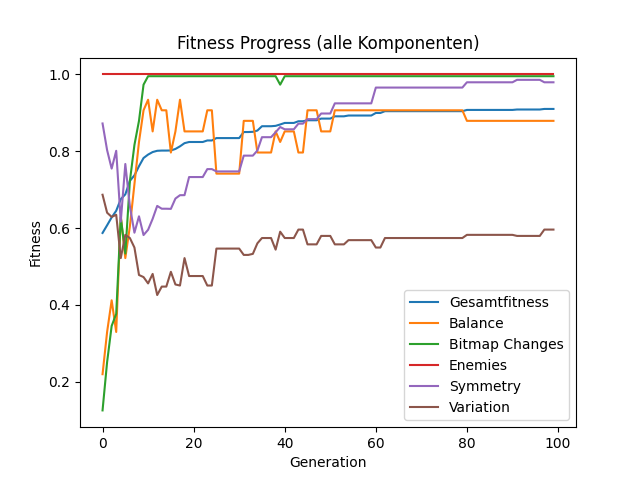 Fitness Progress (alle Komponenten)
Fitness
1.0
0.8
0.6
0.4
0.2
Gesamtfitness
Balance
Bitmap Changes
Enemies
Symmetry
Variation
0 20 40 60 80 100
Generation